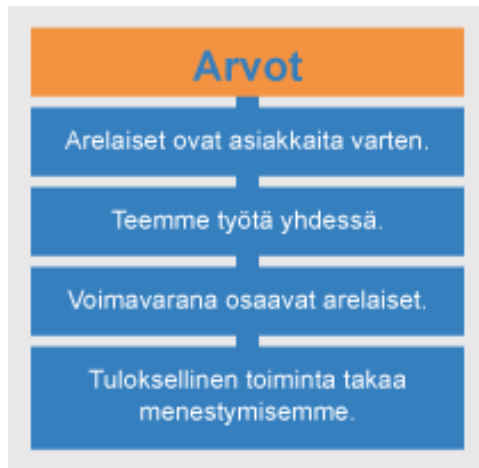 Arvot
Arelaiset ovat asiakkaita varten.
Teemme työtä yhdessä.
Voimavarana osaavat arelaiset.
Tuloksellinen toiminta takaa
menestymisemme.